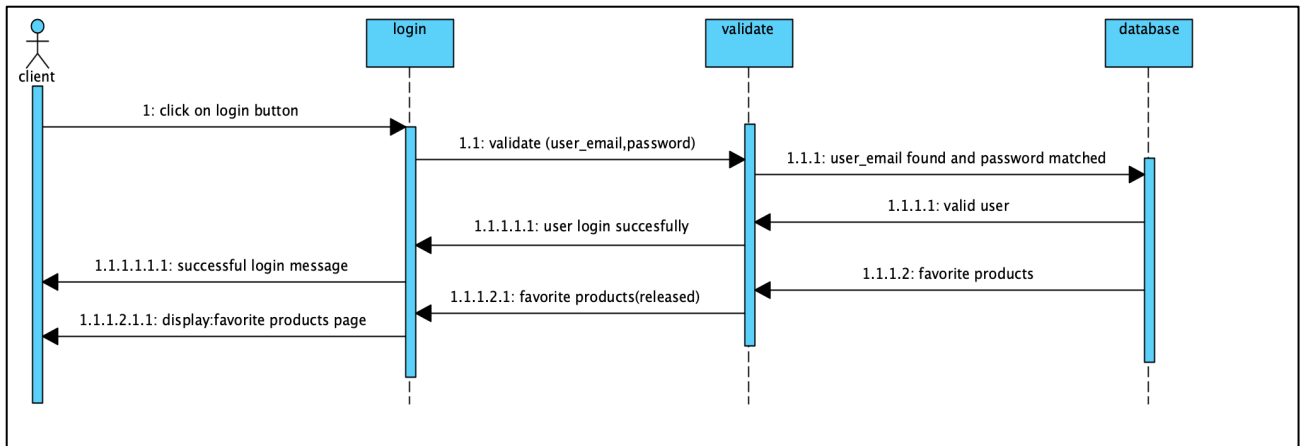 login
validate
database
client
1: click on login button
1.1: validate (user_email,password)
1.1.1: user_email found and password matched
1.1.1.1: valid user
1.1.1.1.1: user login succesfully
1.1.1.1.1.1: successful login message
1.1.1.2: favorite products
1.1.1.2.1: favorite products(released)
1.1.1.2.1.1: display:favorite products page